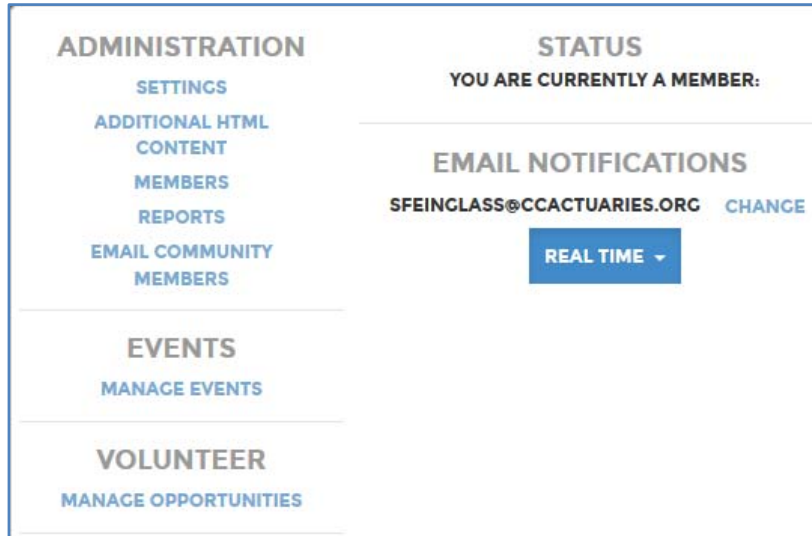 ADMINISTRATION
SETTINGS
ADDITIONAL HTML
CONTENT
MEMBERS
REPORTS
EMAIL COMMUNITY
MEMBERS
EVENTS
MANAGE EVENTS
VOLUNTEER
MANAGE OPPORTUNITIES
STATUS
YOU ARE CURRENTLY A MEMBER:
EMAIL NOTIFICATIONS
SFEINGLASS@CCACTUARIES.ORG CHANGE
REAL TIME